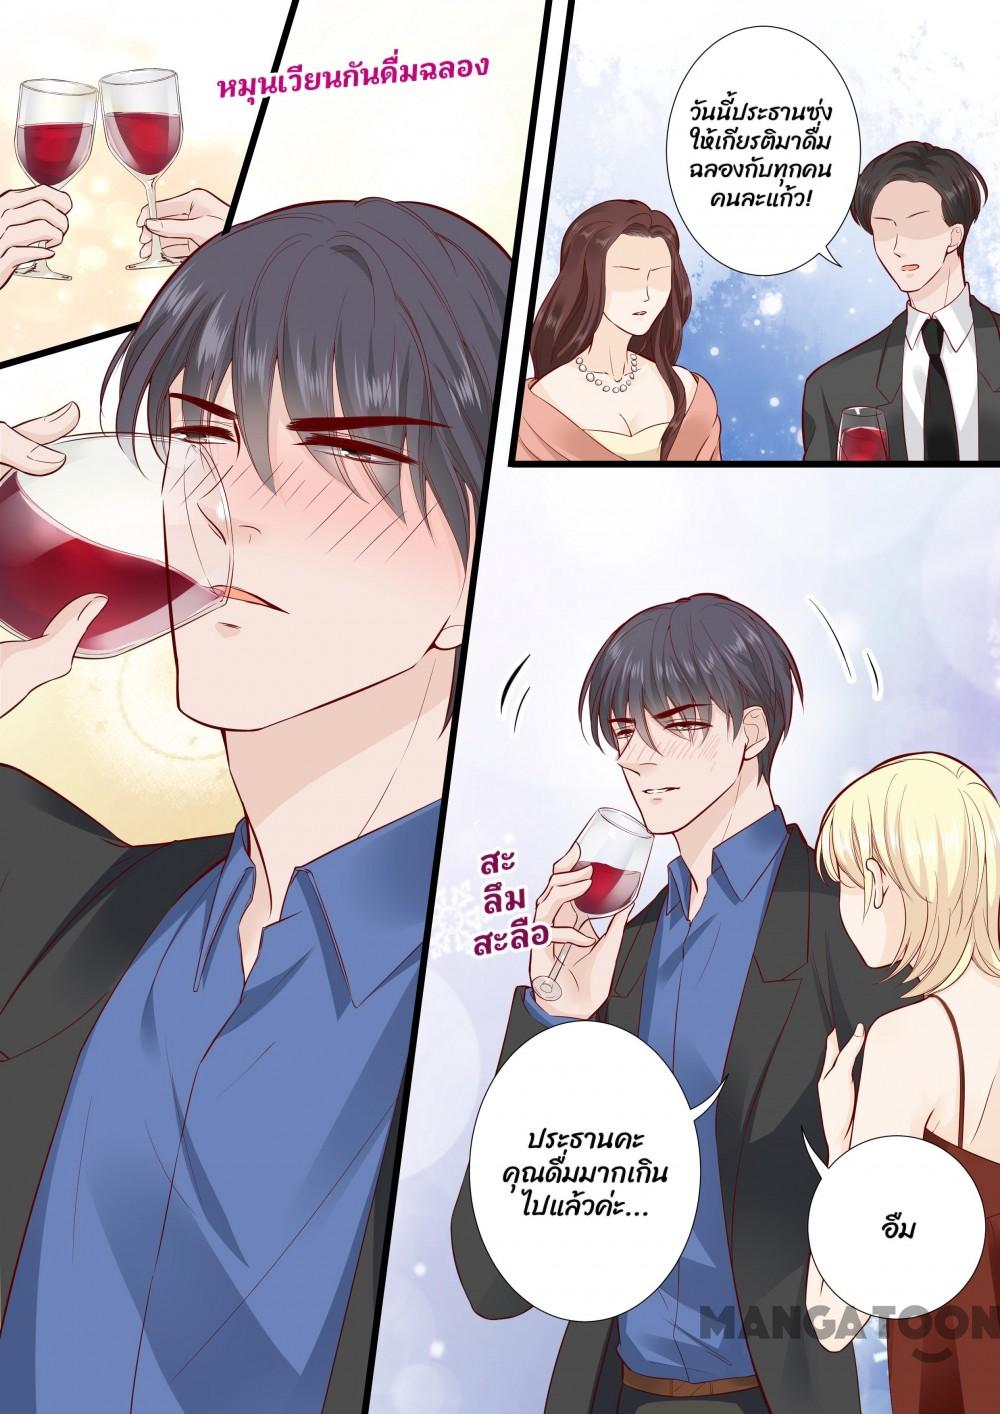 หมุนเวียนกันดื่มฉลอง
วันนี้ประธานซ่ง
ให้เกียรติมาดื่ม
ฉลองกับทุกคน
คนละแก้ว!
สะ
ลึม
สะลือ
ประธานคะ
คุณดื่มมากเกิน
ไปแล้วค่ะ...
อืม
MANGATOON